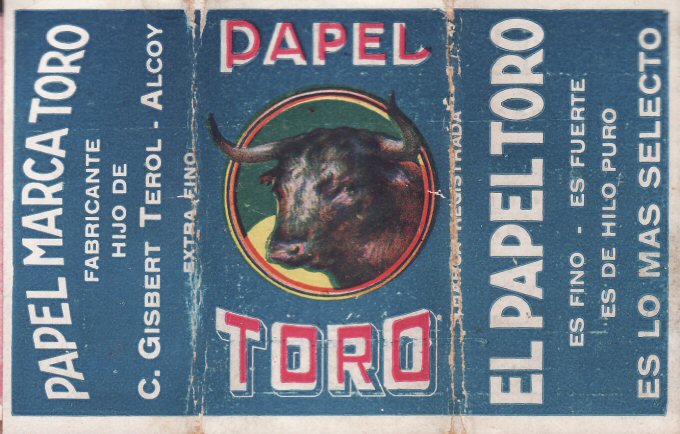 PAPEL MARCA TORO
FABRICANTE
HIJO DE
C. GISBERT TEROL - ALCOY
EXTRA FINO
PAPEL
TORO
MARCA REGISTRADA
EL PAPEL TORO
ES FINO - ES FUERTE
ES DE HILO PURO
ES LO MAS SELECTO